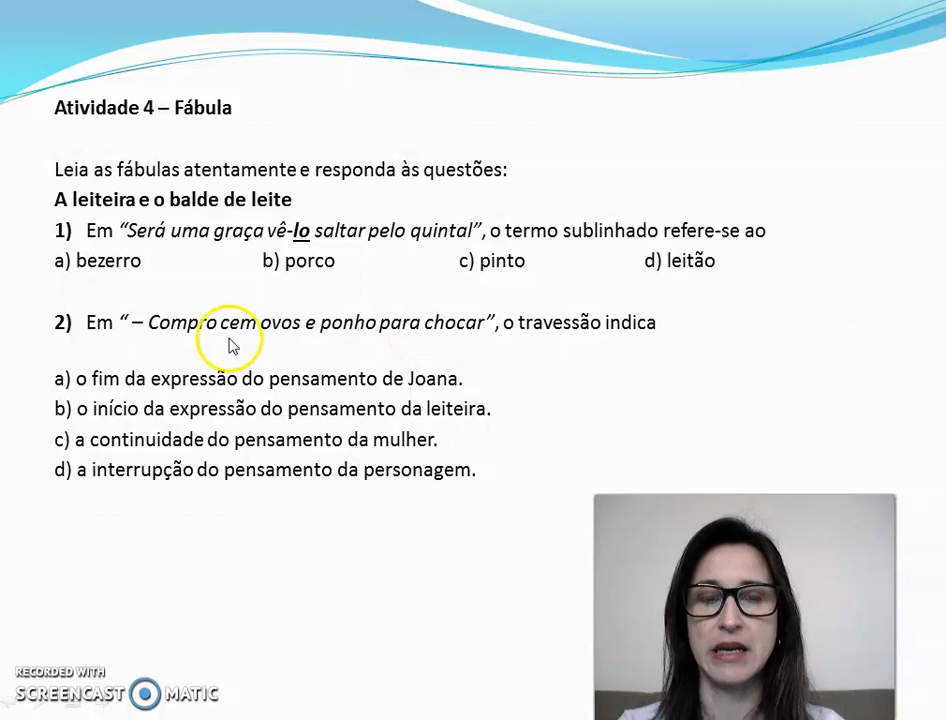 Atividade 4 – Fábula
Leia as fábulas atentamente e responda às questões:
A leiteira e o balde de leite
1) Em “Será uma graça vê-lo saltar pelo quintal”, o termo sublinhado refere-se ao
a) bezerro b) porco c) pinto d) leitão
2) Em “ – Compro cem ovos e ponho para chocar”, o travessão indica
a) o fim da expressão do pensamento de Joana.
b) o início da expressão do pensamento da leiteira.
c) a continuidade do pensamento da mulher.
d) a interrupção do pensamento da personagem.
RECORDED WITH
SCREENCAST MATIC